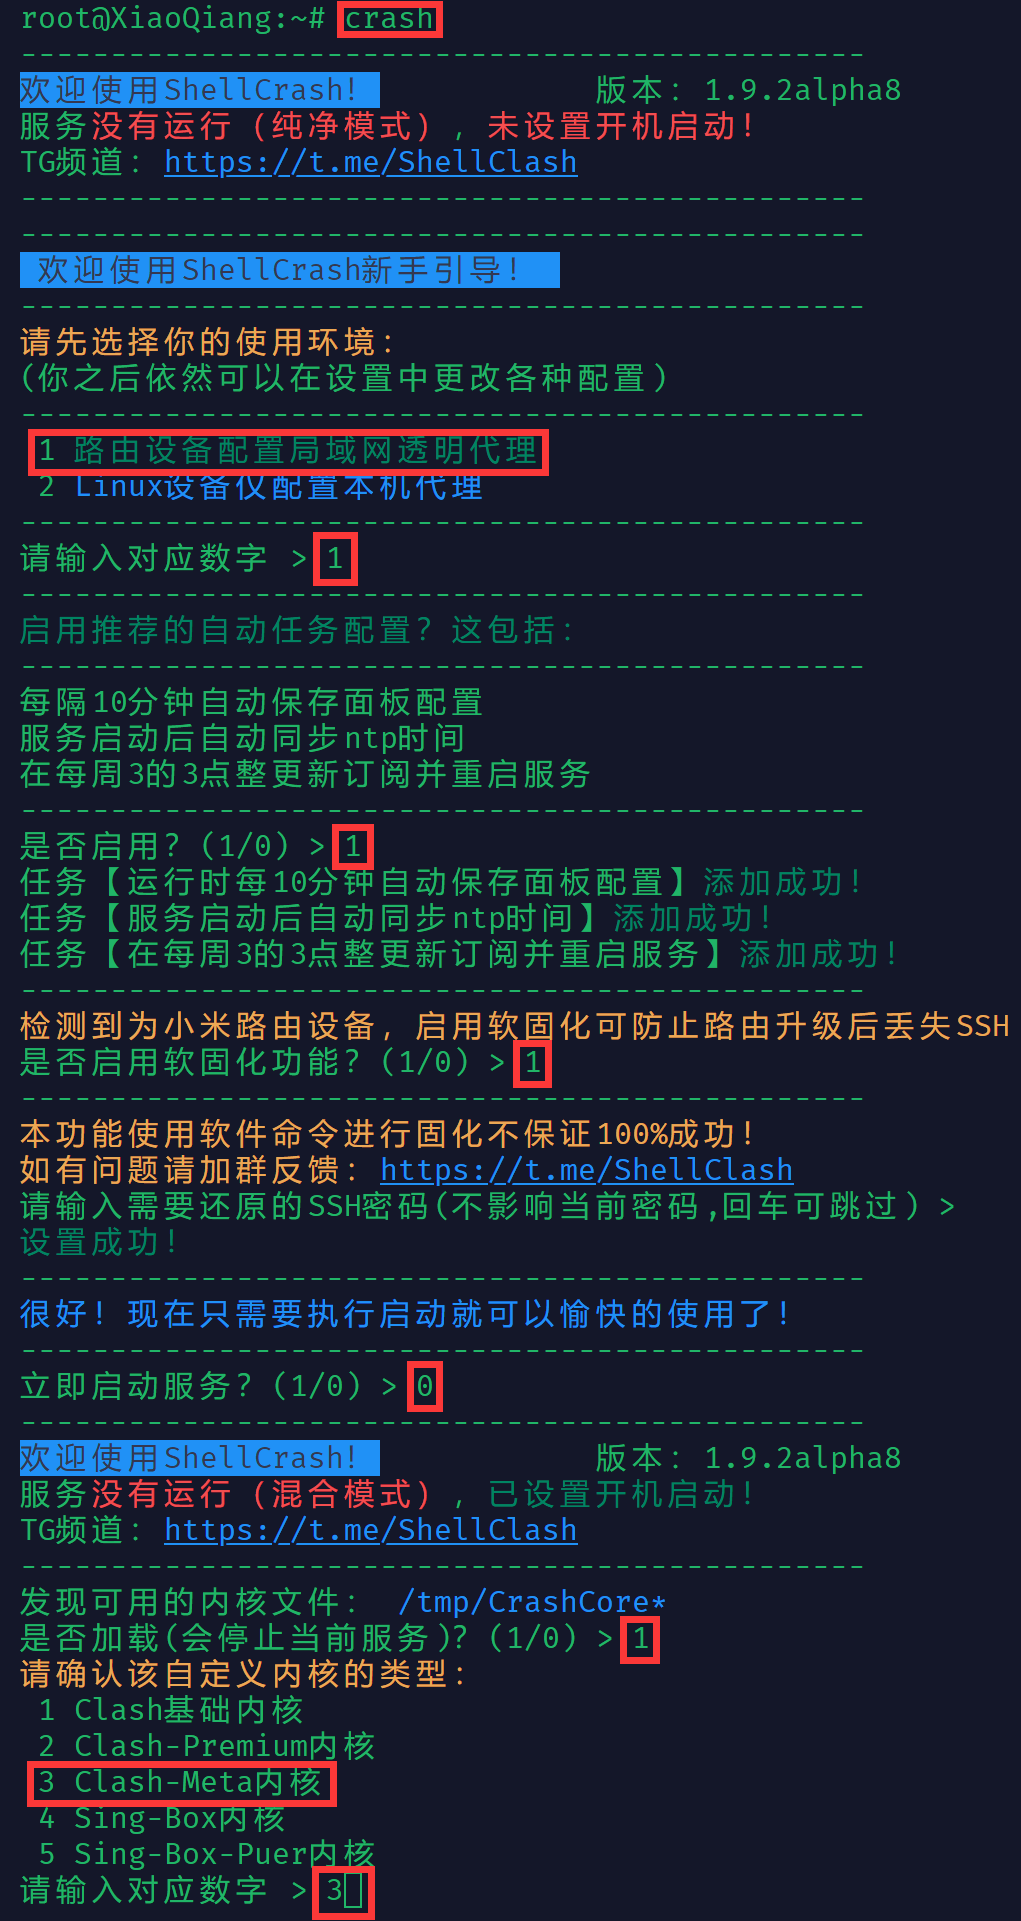 root@XiaoQiang:~# crash
-----------------------------------------------
欢迎使用ShellCrash！ 版本：1.9.2alpha8
服务没有运行（纯净模式），未设置开机启动！
TG频道：https://t.me/ShellClash
-----------------------------------------------
-----------------------------------------------
欢迎使用ShellCrash新手引导！
-----------------------------------------------
请先选择你的使用环境：
(你之后依然可以在设置中更改各种配置)
-----------------------------------------------
1 路由设备配置局域网透明代理
2 Linux设备仅配置本机代理
-----------------------------------------------
请输入对应数字 > 1
-----------------------------------------------
启用推荐的自动任务配置？这包括：
-----------------------------------------------
每隔10分钟自动保存面板配置
服务启动后自动同步ntp时间
在每周3的3点整更新订阅并重启服务
-----------------------------------------------
是否启用？(1/0) > 1
任务【运行时每10分钟自动保存面板配置】添加成功！
任务【服务启动后自动同步ntp时间】添加成功！
任务【在每周3的3点整更新订阅并重启服务】添加成功！
-----------------------------------------------
检测到为小米路由设备，启用软固化可防止路由升级后丢失SSH
是否启用软固化功能？(1/0) > 1
-----------------------------------------------
本功能使用软件命令进行固化不保证100%成功！
如有问题请加群反馈：https://t.me/ShellClash
请输入需要还原的SSH密码(不影响当前密码,回车可跳过) >
设置成功！
-----------------------------------------------
很好！现在只需要执行启动就可以愉快的使用了！
-----------------------------------------------
立即启动服务？(1/0) > 0
-----------------------------------------------
欢迎使用ShellCrash！ 版本：1.9.2alpha8
服务没有运行（混合模式），已设置开机启动！
TG频道：https://t.me/ShellClash
-----------------------------------------------
发现可用的内核文件： /tmp/CrashCore*
是否加载(会停止当前服务)？(1/0) > 1
请确认该自定义内核的类型：
1 Clash基础内核
2 Clash-Premium内核
3 Clash-Meta内核
4 Sing-Box内核
5 Sing-Box-Puer内核
请输入对应数字 > 3